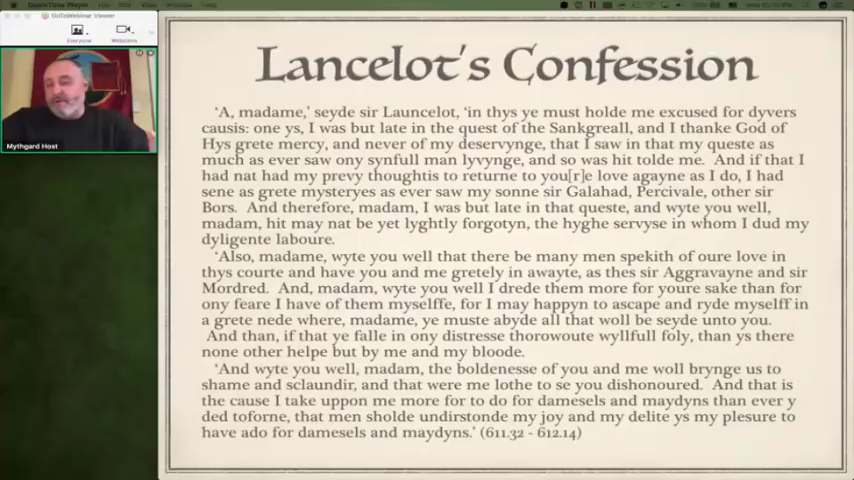 GoToWebinar Viewer
Everyone
Webcams
Mythgard Host
Lancelot's Confession
'A, madame,' seyde sir Launcelot, 'in thys ye must holde me excused for dyvers
causis: one ys, I was but late in the quest of the Sankgreall, and I thanke God of
Hys grete mercy, and never of my deservynge, that I saw in that my queste as
much as ever saw ony synfull man lyvynge, and so was hit tolde me. And if that I
had nat had my prevy thoughtis to returne to you[r]e love agayne as I do, I had
sene as grete mysteryes as ever saw my sonne sir Galahad, Percivale, other sir
Bors. And therefore, madam, I was but late in that queste, and wyte you well,
madam, hit may nat be yet lyghtly forgotyn, the hyghe servyse in whom I dud my
dyligente laboure.
'Also, madame, wyte you well that there be many men spekith of oure love in
thys courte and have you and me gretely in awayte, as thes sir Aggravayne and sir
Mordred. And, madam, wyte you well I drede them more for youre sake than for
ony feare I have of them myselffe, for I may happyn to ascape and ryde myselff in
a grete nede where, madame, ye muste abyde all that woll be seyde unto you.
And than, if that ye falle in ony distresse thorowoute wyllfull foly, than ys there
none other helpe but by me and my bloode.
'And wyte you well, madam, the boldenesse of you and me woll brynge us to
shame and sclaundir, and that were me lothe to se you dishonoured. And that is
the cause I take uppon me more for to do for damesels and maydyns than ever y
ded toforne, that men sholde undirstonde my joy and my delite ys my plesure to
have ado for damesels and maydyns.' (611.32 - 612.14)